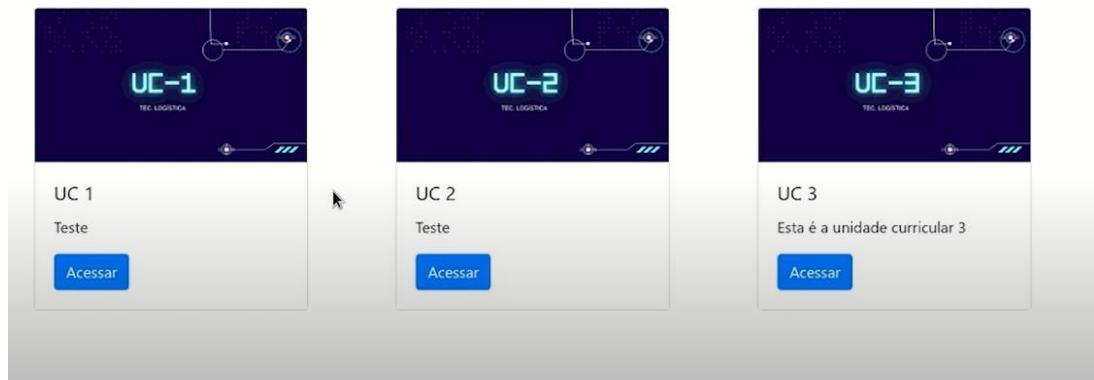 UC-1
TEC. LOGÍSTICA
UC 1
Teste
Acessar
UC-2
TEC. LOGÍSTICA
UC 2
Teste
Acessar
UC-3
TEC. LOGÍSTICA
UC 3
Esta é a unidade curricular 3
Acessar